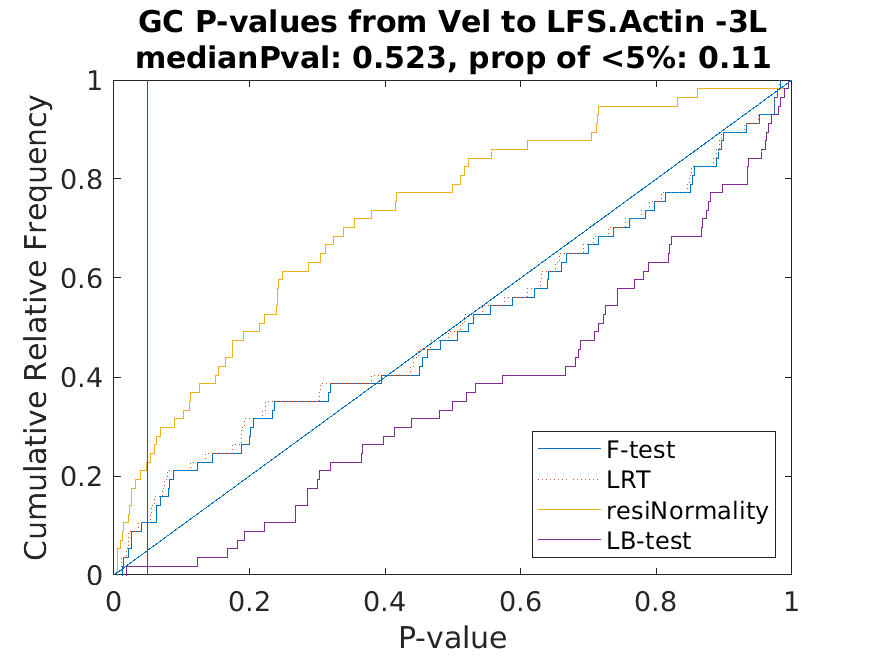 GC P-values from Vel to LFS.Actin -3L
medianPval: 0.523, prop of <5%: 0.11
Cumulative Relative Frequency
1
0.8
0.6
0.4
0.2
0
0
0.2
0.4
0.6
0.8
1
P-value
F-test
LRT
resiNormality
LB-test